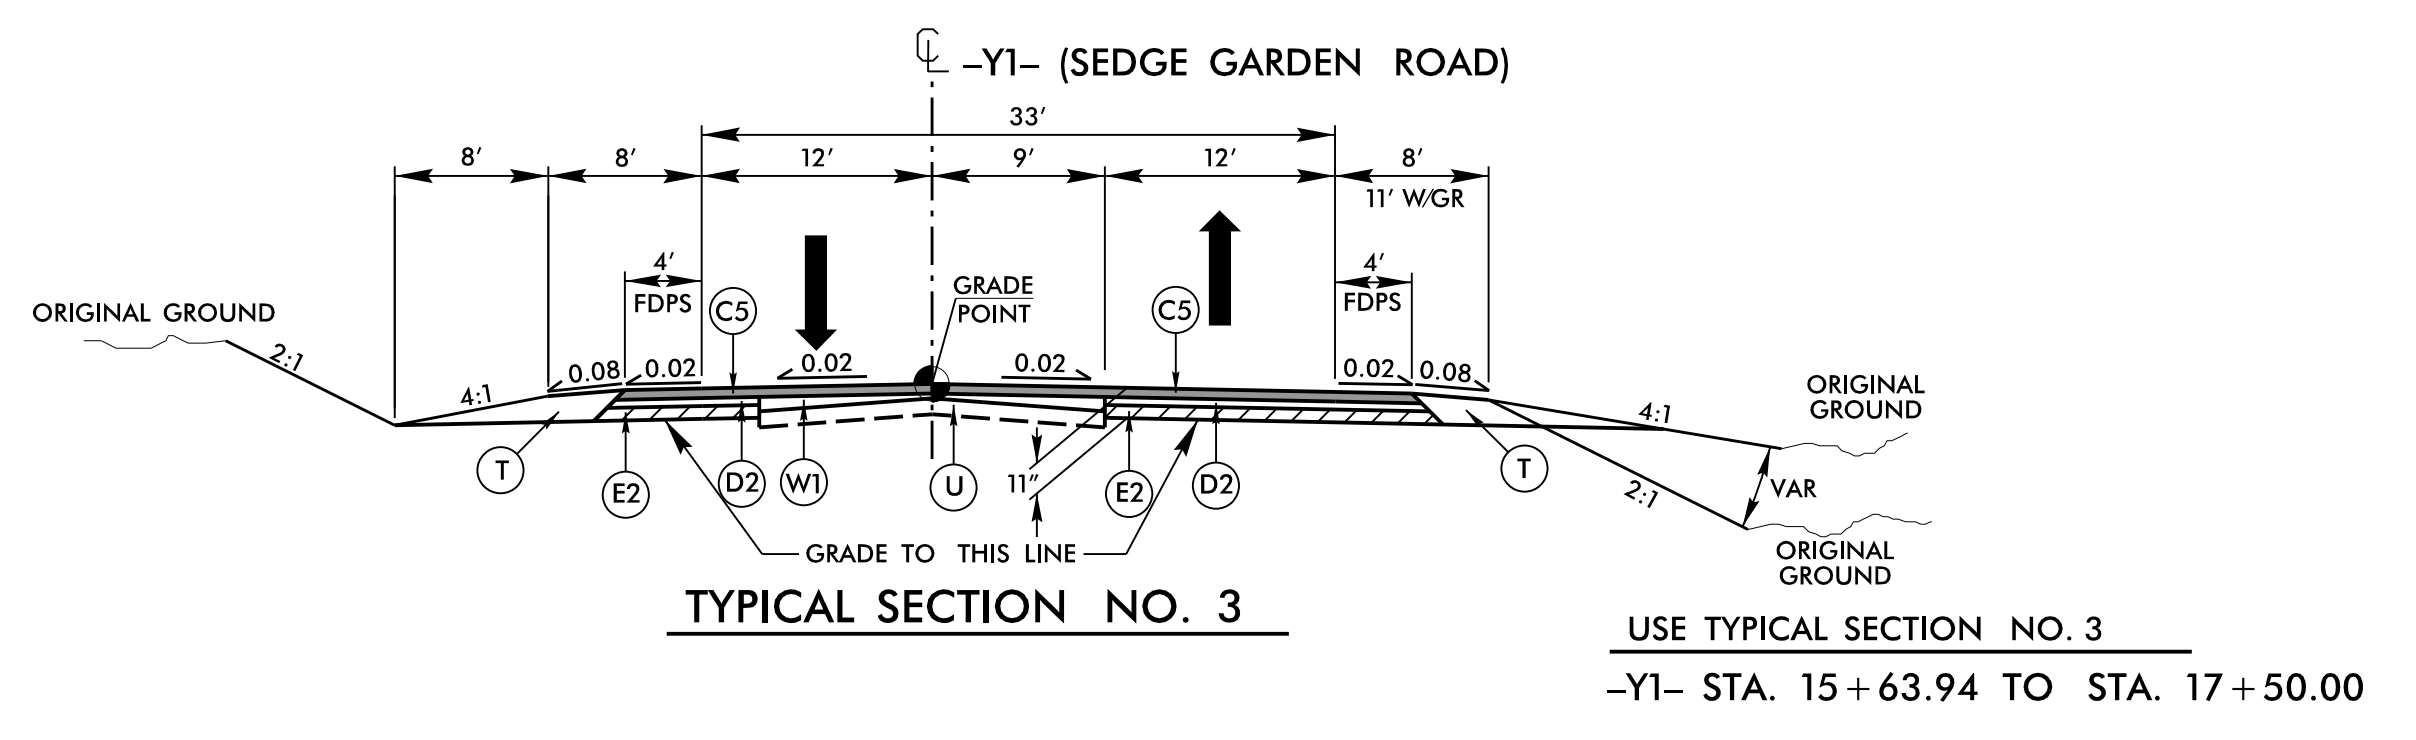 ℄ –Y1– (SEDGE GARDEN ROAD)
33′
8′ 8′ 12′ 9′ 12′ 8′
11′ W/GR
4′ 4′
FDPS FDPS
GRADE
POINT
C5 C5
ORIGINAL GROUND
2:1 4:1 0.08 0.02 0.02 0.02 0.02 0.08 4:1
ORIGINAL
GROUND
T E2 D2 W1 U 11″ E2 D2 T 2:1 VAR
GRADE TO THIS LINE
ORIGINAL
GROUND
TYPICAL SECTION NO. 3
USE TYPICAL SECTION NO. 3
–Y1– STA. 15+63.94 TO STA. 17+50.00